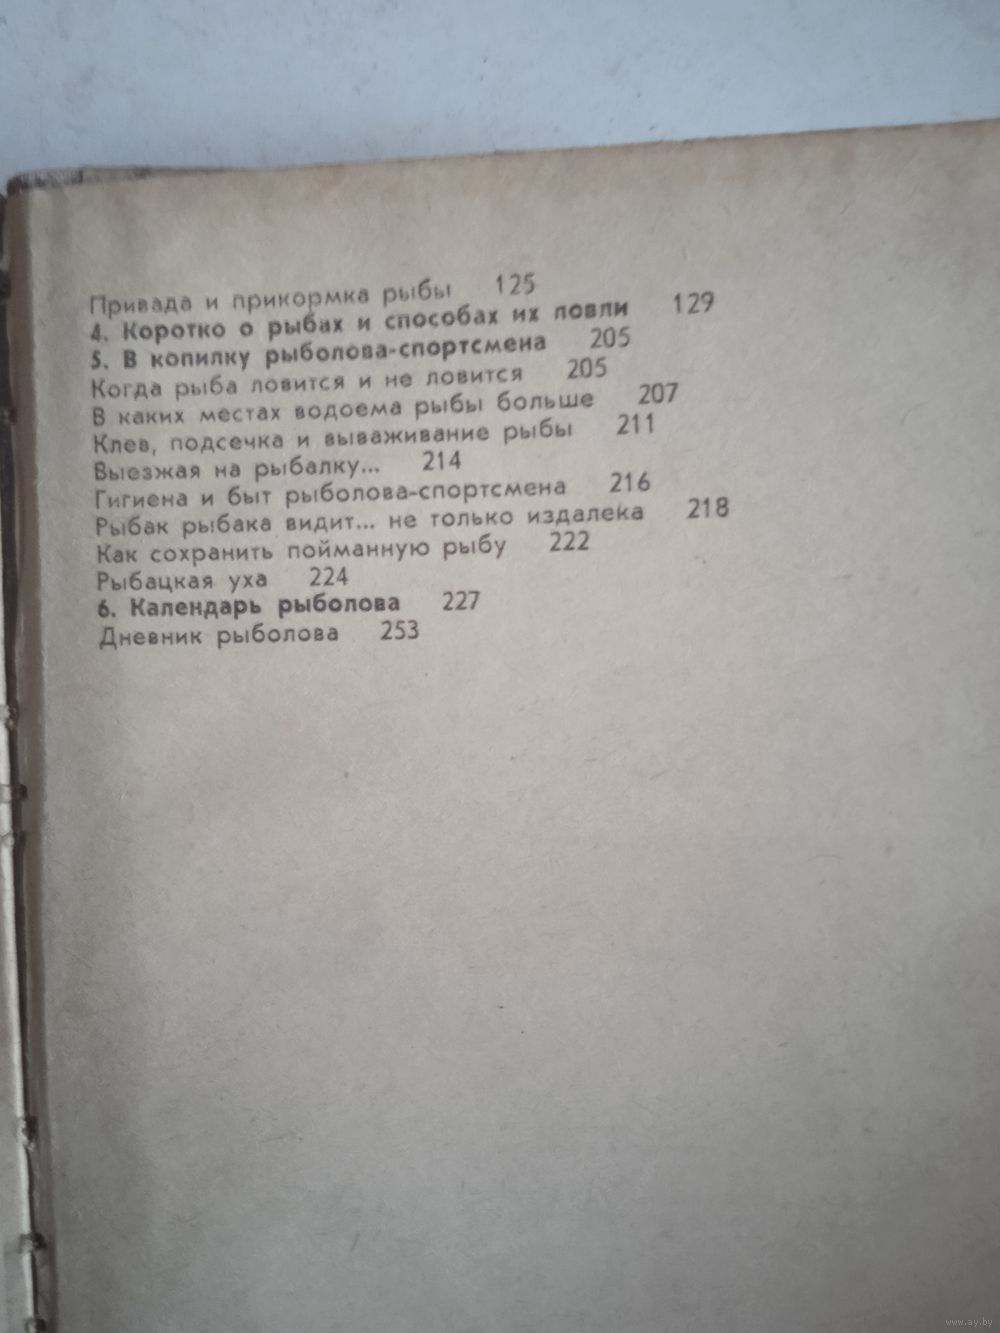 Привада и прикормка рыбы 125
4. Коротко о рыбах и способах их ловли 129
5. В копилку рыболова-спортсмена 205
Когда рыба ловится и не ловится 205
В каких местах водоема рыбы больше 207
Клев, подсечка и вываживание рыбы 211
Выезжая на рыбалку... 214
Гигиена и быт рыболова-спортсмена 216
Рыбак рыбака видит... не только издалека 218
Как сохранить пойманную рыбу 222
Рыбацкая уха 224
6. Календарь рыболова 227
Дневник рыболова 253
www.ay.by